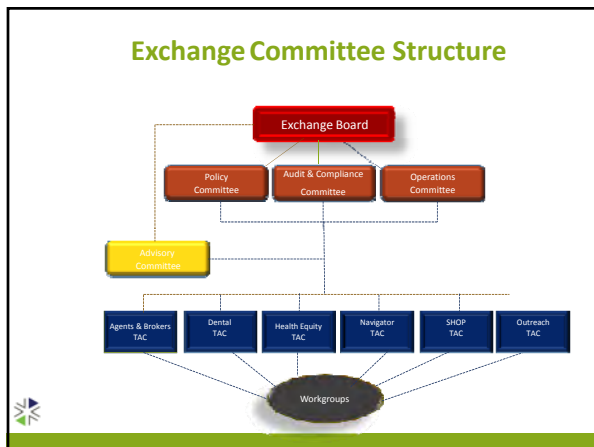 Exchange Committee Structure
Exchange Board
Policy
Committee
Audit & Compliance
Committee
Operations
Committee
Advisory
Committee
Agents & Brokers
TAC
Dental
TAC
Health Equity
TAC
Navigator
TAC
SHOP
TAC
Outreach
TAC
Workgroups